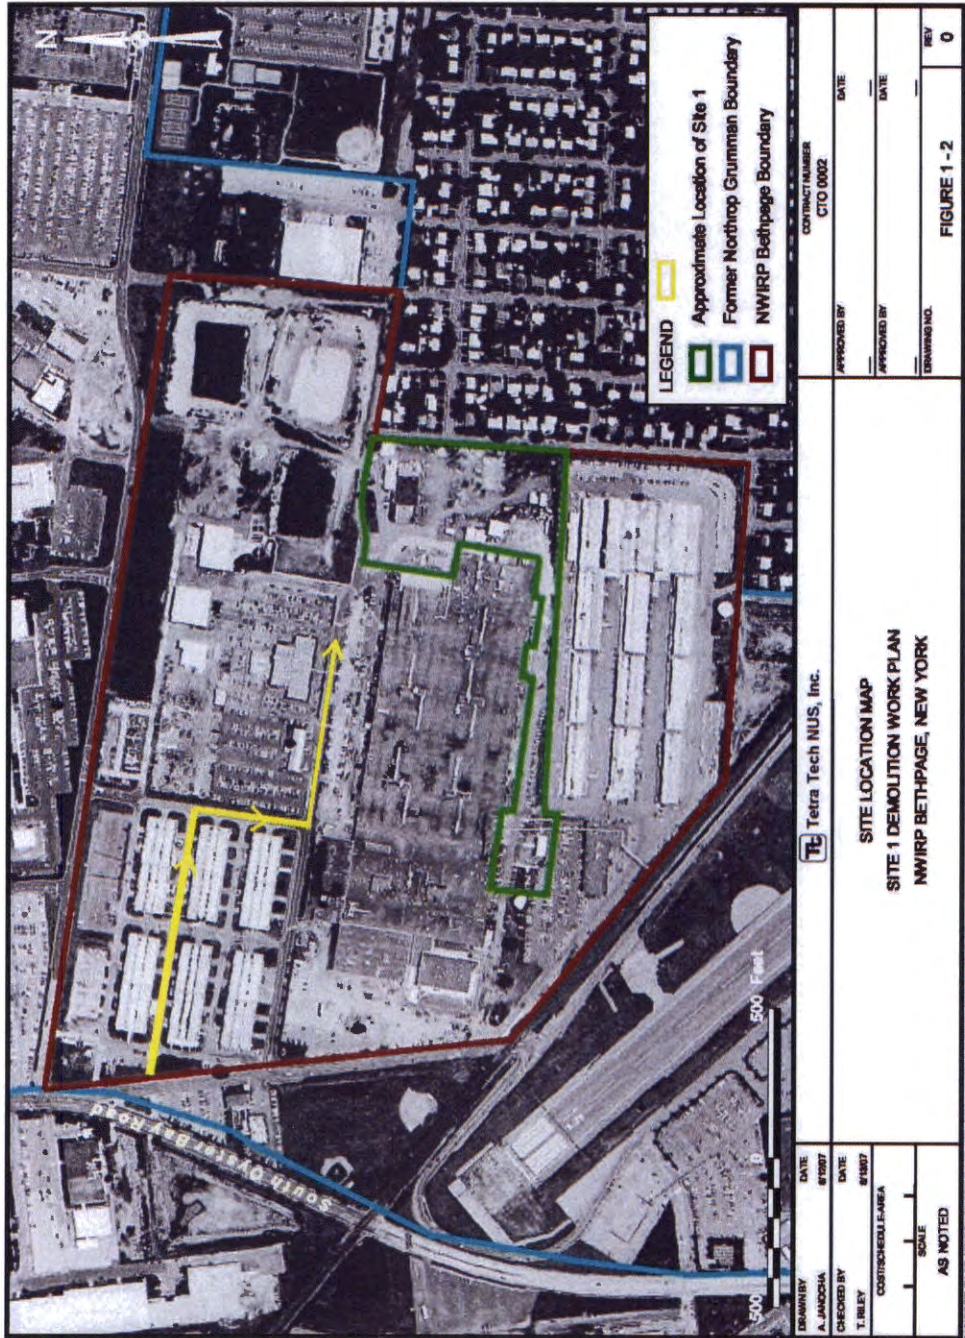 N
South Oyster Bay Road
500
0
500 Feet
LEGEND
Approximate Location of Site 1
Former Northrop Grumman Boundary
NWIRP Bethpage Boundary
DRAWN BY DATE
A. JANOCHA
CHECKED BY DATE
T. RILEY
COST/SCHEDULE-AREA
SCALE
AS NOTED
Tt Tetra Tech NUS, Inc.
SITE LOCATION MAP
SITE 1 DEMOLITION WORK PLAN
NWIRP BETHPAGE, NEW YORK
CONTRACT NUMBER
CTO 0002
APPROVED BY DATE
APPROVED BY DATE
DRAWING NO.
FIGURE 1 - 2
REV
0